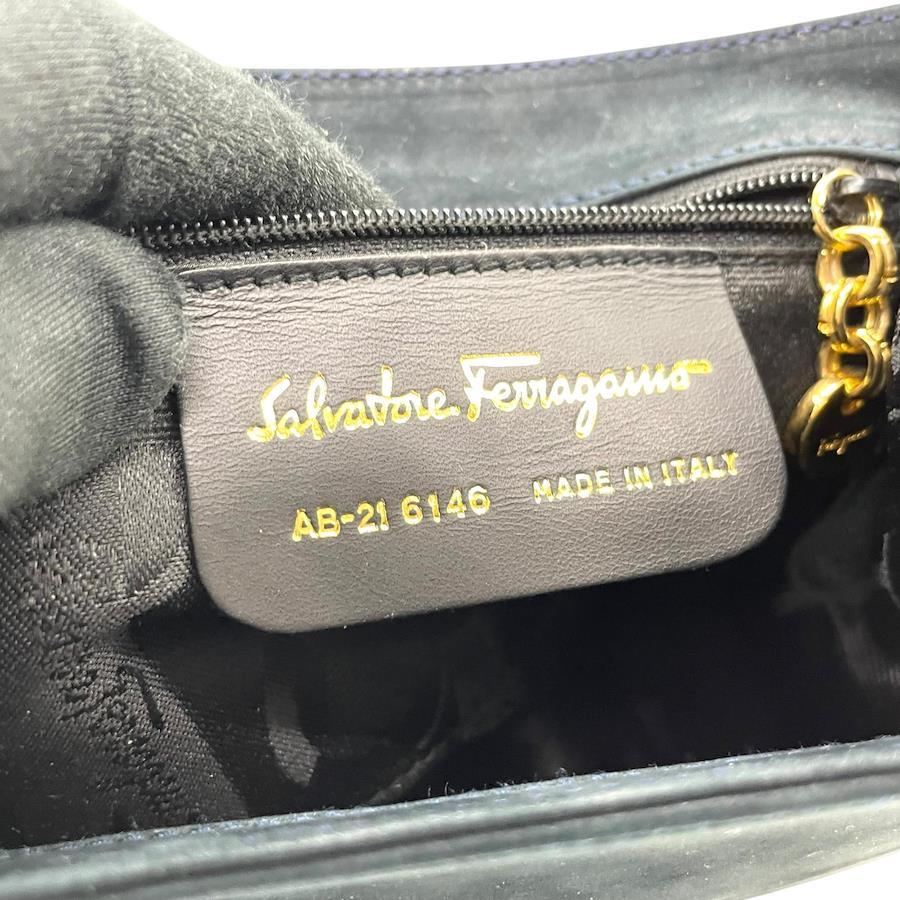 Salvatore Ferragamo
AB-21 6146 MADE IN ITALY